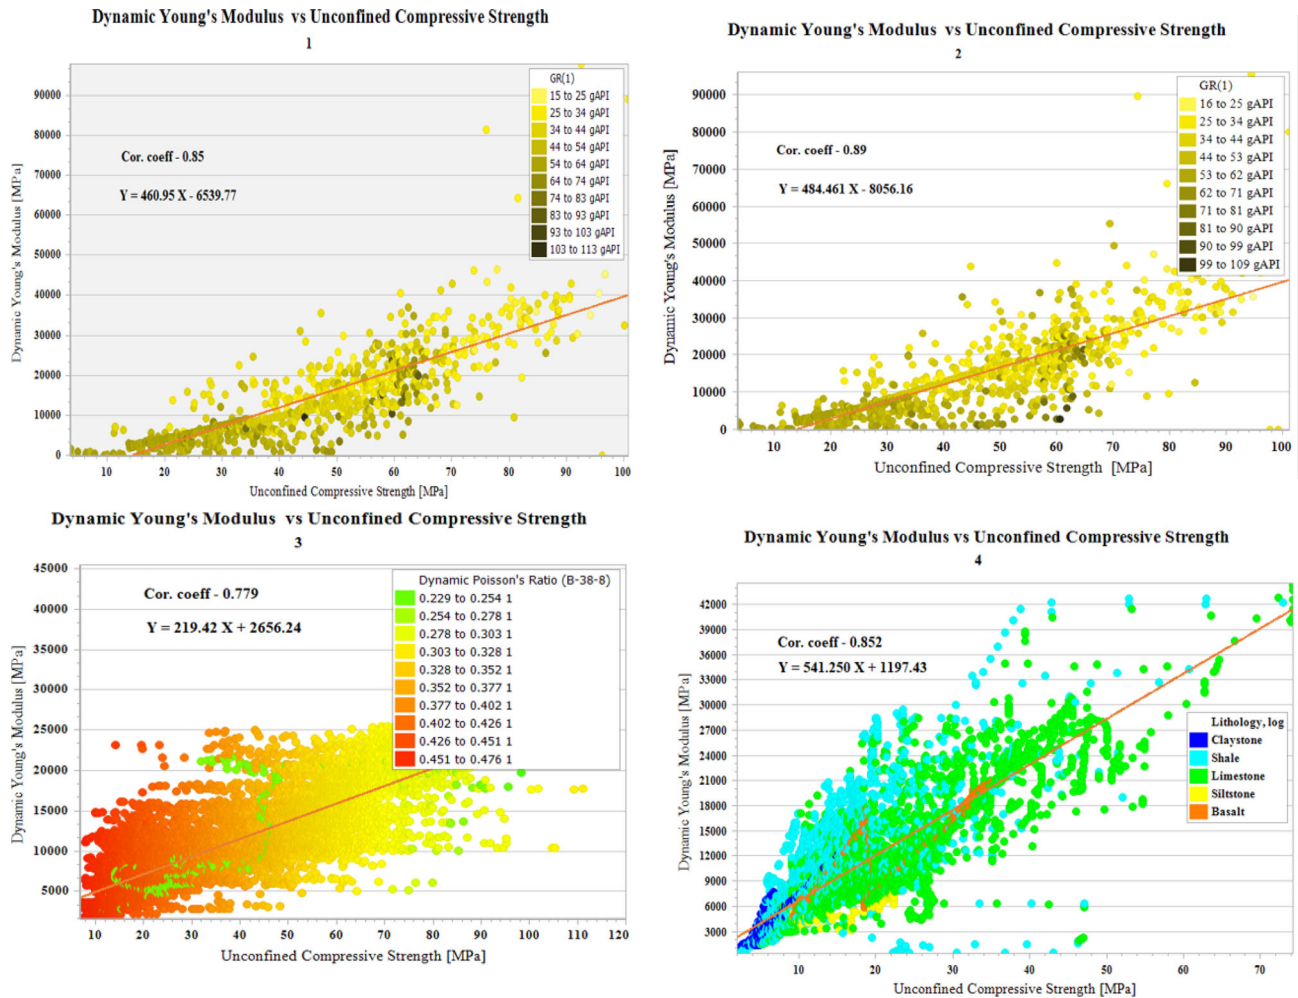 Dynamic Young's Modulus vs Unconfined Compressive Strength
1
GR(1)
15 to 25 gAPI
25 to 34 gAPI
34 to 44 gAPI
44 to 54 gAPI
54 to 64 gAPI
64 to 74 gAPI
74 to 83 gAPI
83 to 93 gAPI
93 to 103 gAPI
103 to 113 gAPI
Cor. coeff - 0.85
Y = 460.95 X - 6539.77
Dynamic Young's Modulus [MPa]
90000
80000
70000
60000
50000
40000
30000
20000
10000
0
10 20 30 40 50 60 70 80 90 100
Unconfined Compressive Strength [MPa]
Dynamic Young's Modulus vs Unconfined Compressive Strength
2
GR(1)
16 to 25 gAPI
25 to 34 gAPI
34 to 44 gAPI
44 to 53 gAPI
53 to 62 gAPI
62 to 71 gAPI
71 to 81 gAPI
81 to 90 gAPI
90 to 99 gAPI
99 to 109 gAPI
Cor. coeff - 0.89
Y = 484.461 X - 8056.16
Dynamic Young's Modulus [MPa]
90000
80000
70000
60000
50000
40000
30000
20000
10000
0
10 20 30 40 50 60 70 80 90 100
Unconfined Compressive Strength [MPa]
Dynamic Young's Modulus vs Unconfined Compressive Strength
3
Cor. coeff - 0.779
Y = 219.42 X + 2656.24
Dynamic Poisson's Ratio (B-38-8)
0.229 to 0.254 1
0.254 to 0.278 1
0.278 to 0.303 1
0.303 to 0.328 1
0.328 to 0.352 1
0.352 to 0.377 1
0.377 to 0.402 1
0.402 to 0.426 1
0.426 to 0.451 1
0.451 to 0.476 1
Dynamic Young's Modulus [MPa]
45000
40000
35000
30000
25000
20000
15000
10000
5000
10 20 30 40 50 60 70 80 90 100 110 120
Unconfined Compressive Strength [MPa]
Dynamic Young's Modulus vs Unconfined Compressive Strength
4
Cor. coeff - 0.852
Y = 541.250 X + 1197.43
Lithology, log
Claystone
Shale
Limestone
Siltstone
Basalt
Dynamic Young's Modulus [MPa]
42000
39000
36000
33000
30000
27000
24000
21000
18000
15000
12000
9000
6000
3000
10 20 30 40 50 60 70
Unconfined Compressive Strength [MPa]